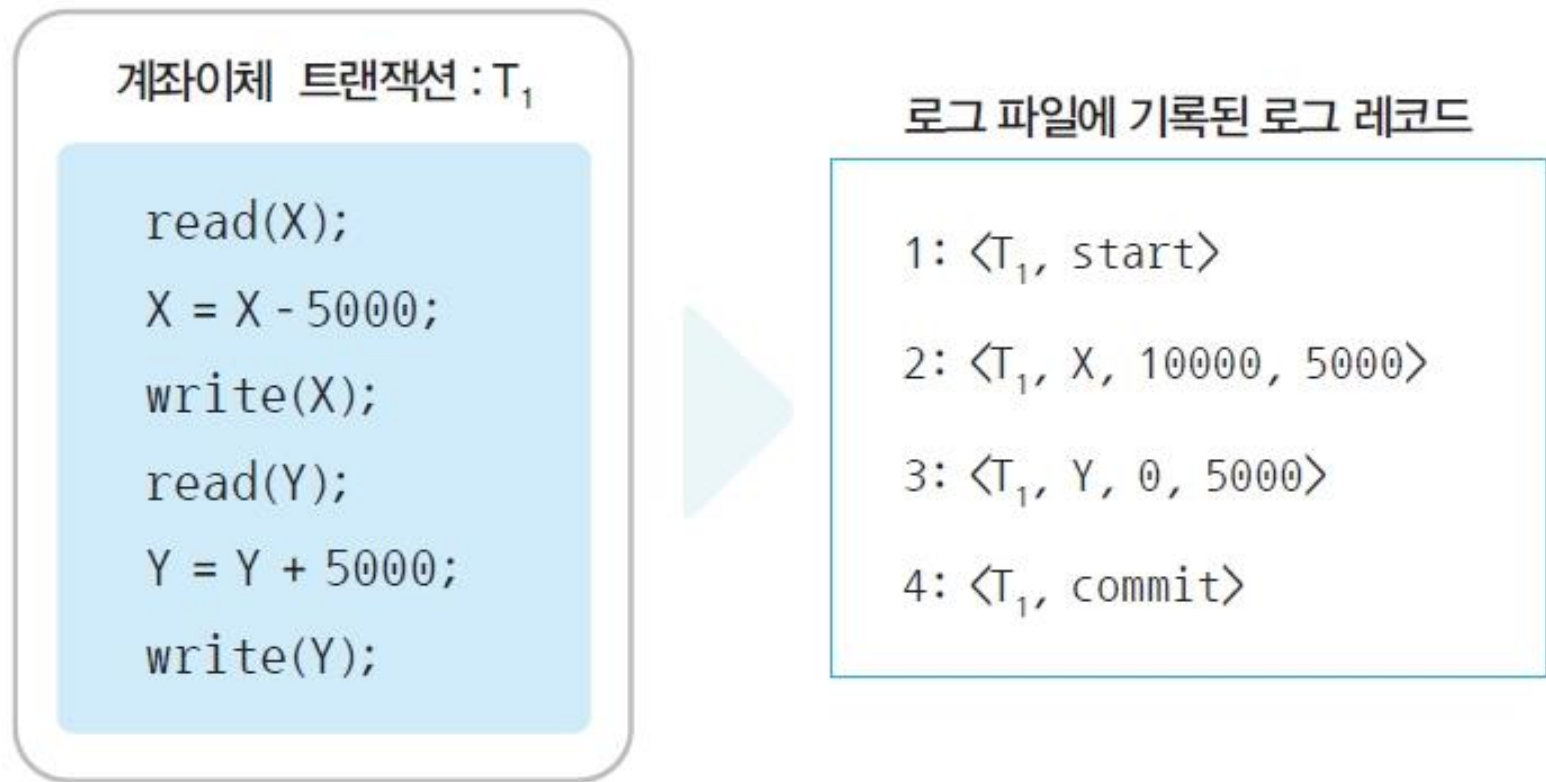 계좌이체 트랜잭션 : T₁
read(X);
X = X - 5000;
write(X);
read(Y);
Y = Y + 5000;
write(Y);
로그 파일에 기록된 로그 레코드
1: <T₁, start>
2: <T₁, X, 10000, 5000>
3: <T₁, Y, 0, 5000>
4: <T₁, commit>